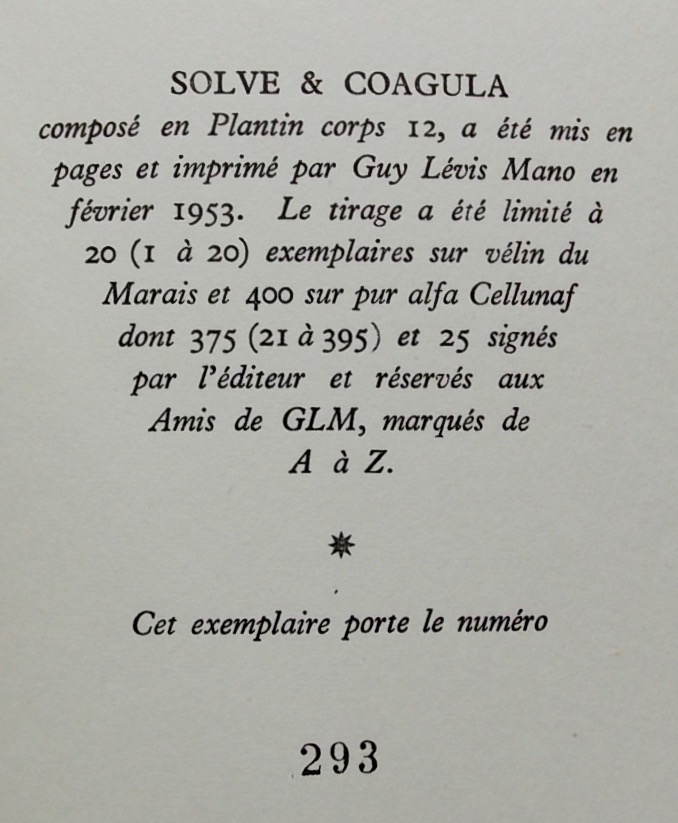 SOLVE & COAGULA
composé en Plantin corps 12, a été mis en
pages et imprimé par Guy Lévis Mano en
février 1953. Le tirage a été limité à
20 (1 à 20) exemplaires sur vélin du
Marais et 400 sur pur alfa Cellunaf
dont 375 (21 à 395) et 25 signés
par l'éditeur et réservés aux
Amis de GLM, marqués de
A à Z.
Cet exemplaire porte le numéro
293